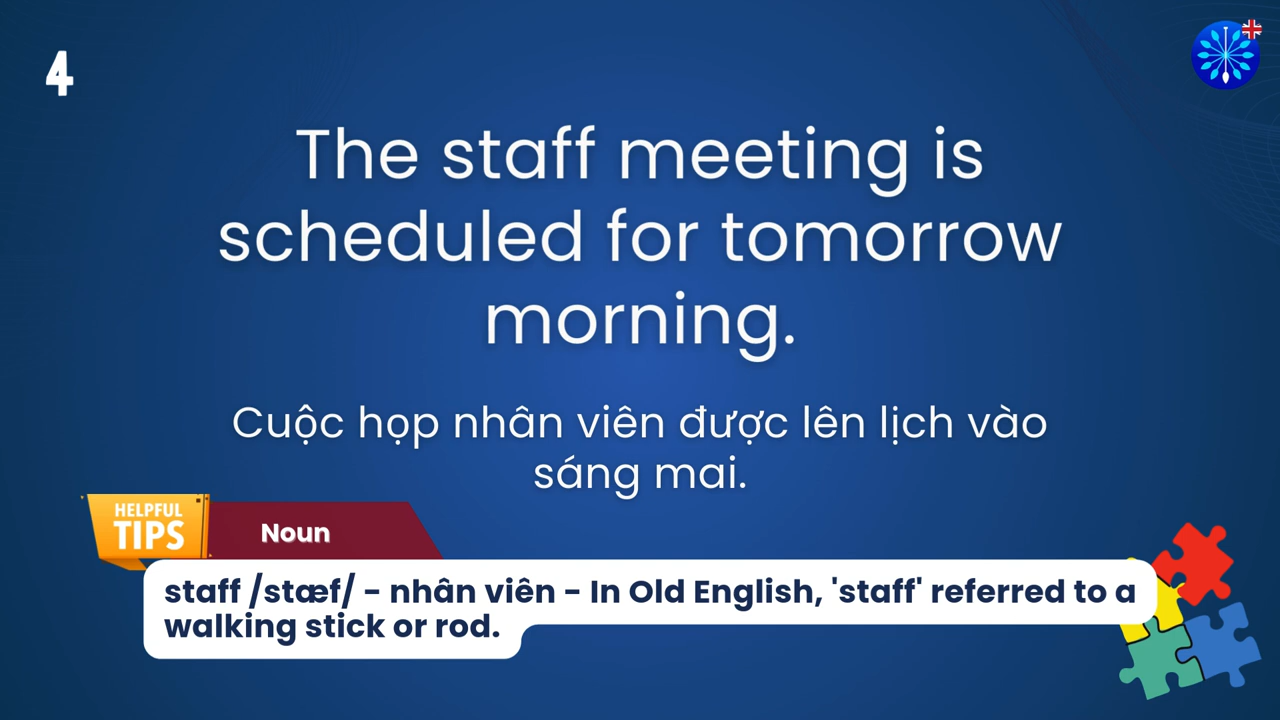 4
The staff meeting is
scheduled for tomorrow
morning.
Cuộc họp nhân viên được lên lịch vào
sáng mai.
HELPFUL
TIPS
Noun
staff /stæf/ - nhân viên - In Old English, 'staff' referred to a
walking stick or rod.